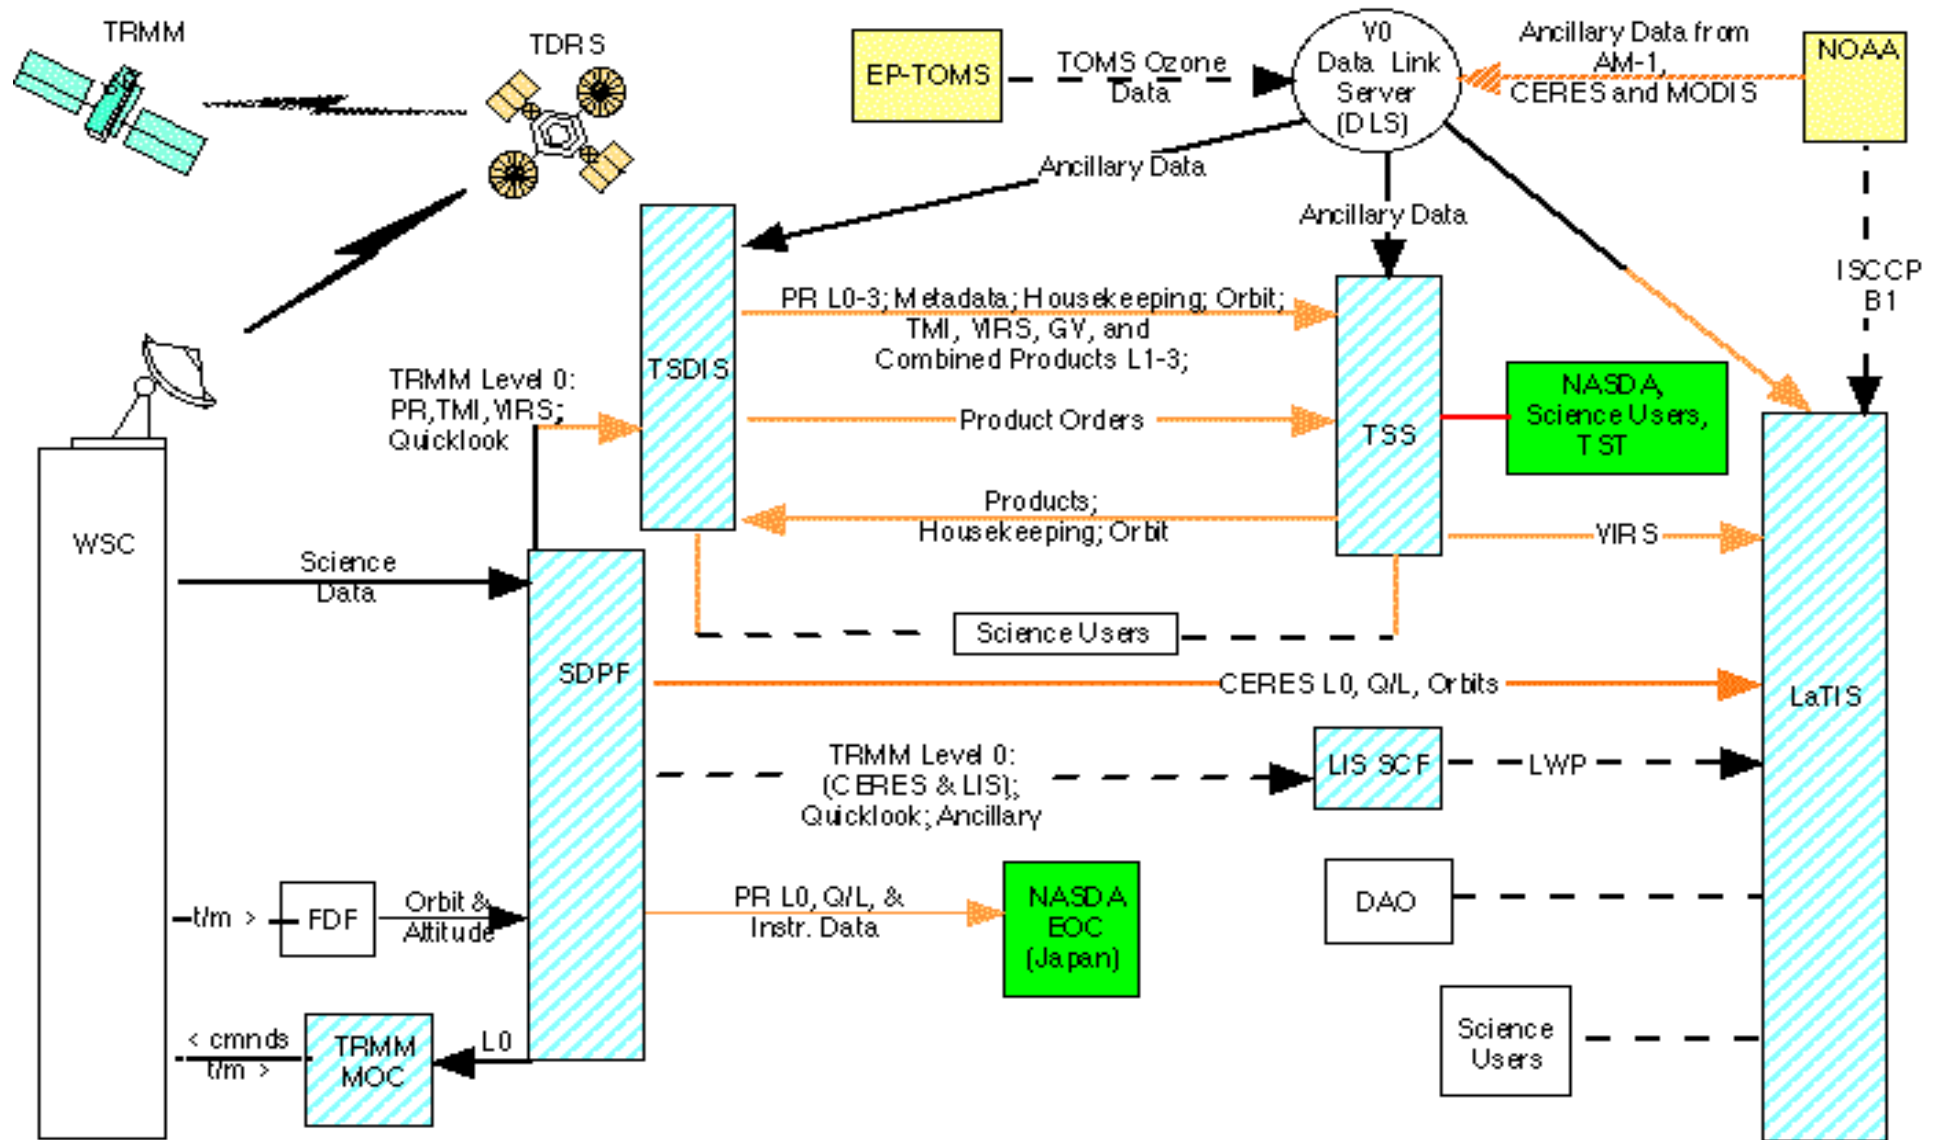 TRMM
TDRS
EP-TOMS
TOMS Ozone
Data
V0
Data Link
Server
(DLS)
Ancillary Data from
AM-1,
CERES and MODIS
NOAA
Ancillary Data
Ancillary Data
ISCCP
B1
TSDIS
PR L0-3; Metadata; Housekeeping; Orbit;
TMI, VIRS, GV, and
Combined Products L1-3;
TRMM Level 0:
PR,TMI,VIRS;
Quicklook
Product Orders
TSS
NASDA,
Science Users,
TST
Products;
Housekeeping; Orbit
VIRS
WSC
Science
Data
Science Users
SDPF
CERES L0, Q/L, Orbits
LaTIS
TRMM Level 0:
(CERES & LIS);
Quicklook; Ancillary
LIS SCF
LWP
t/m >
FDF
Orbit &
Attitude
PR L0, Q/L, &
Instr. Data
NASDA
EOC
(Japan)
DAO
< cmnds
t/m >
TRMM
MOC
L0
Science
Users